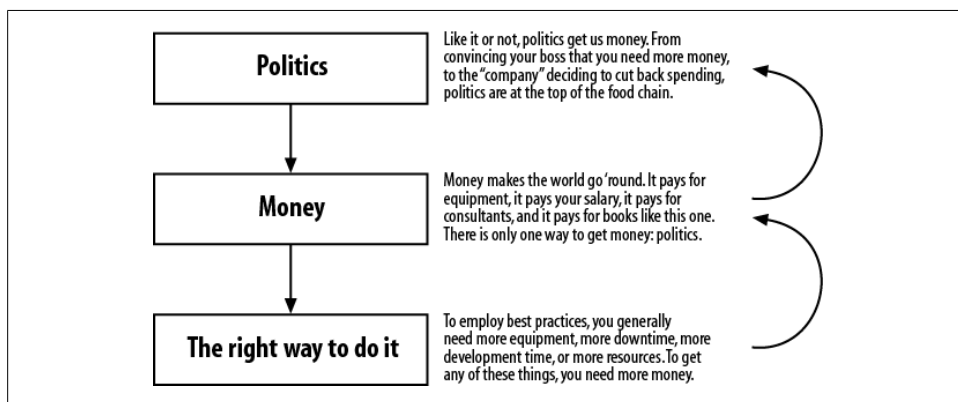 Politics
Like it or not, politics get us money. From
convincing your boss that you need more money,
to the “company” deciding to cut back spending,
politics are at the top of the food chain.
Money
Money makes the world go ‘round. It pays for
equipment, it pays your salary, it pays for
consultants, and it pays for books like this one.
There is only one way to get money: politics.
The right way to do it
To employ best practices, you generally
need more equipment, more downtime, more
development time, or more resources. To get
any of these things, you need more money.